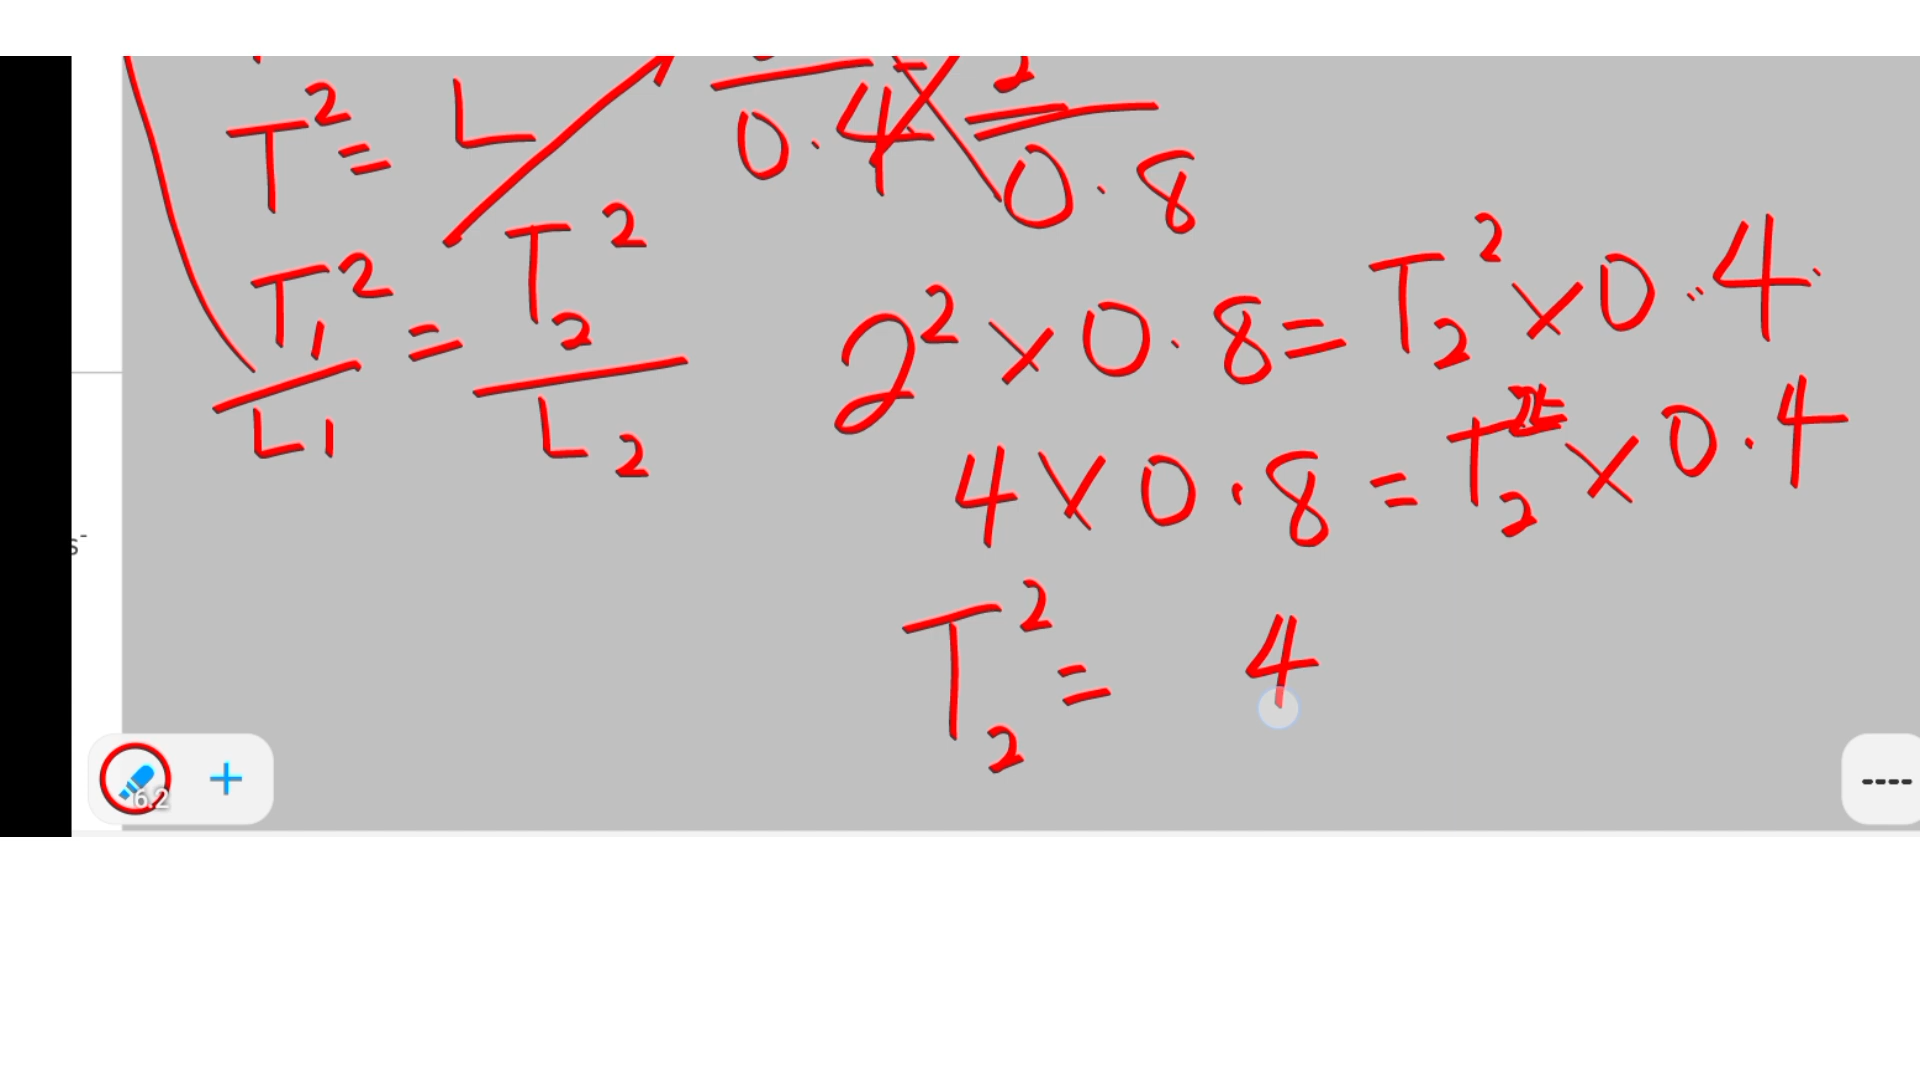 T² = L
0.4 2
0.8
T₁² / L₁ = T₂² / L₂
2² × 0.8 = T₂² × 0.4
4 × 0.8 = T₂² × 0.4
T₂² = 4
6.2